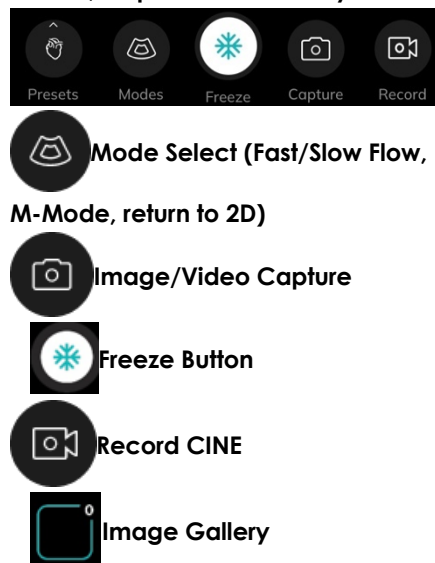 Presets Modes Freeze Capture Record
Mode Select (Fast/Slow Flow,
M-Mode, return to 2D)
Image/Video Capture
Freeze Button
Record CINE
0
Image Gallery